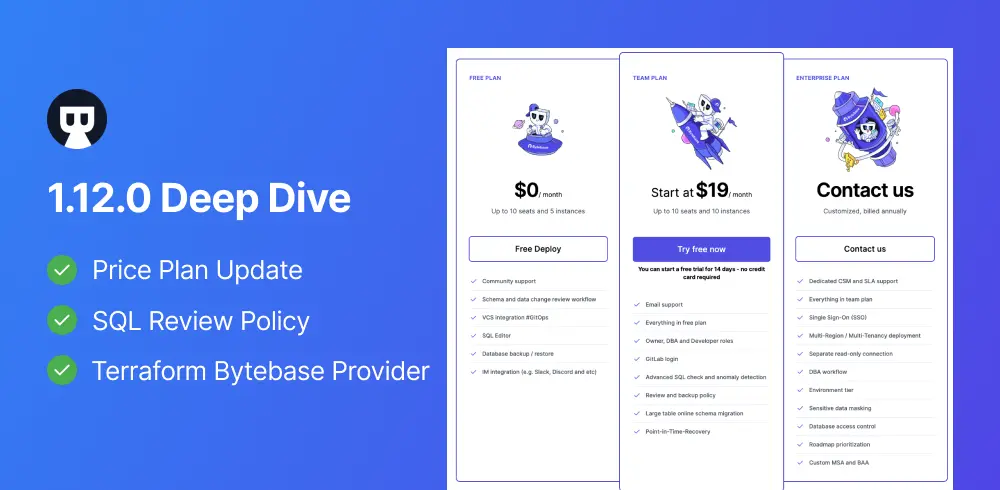 1.12.0 Deep Dive
Price Plan Update
SQL Review Policy
Terraform Bytebase Provider
FREE PLAN
$0 / month
Up to 10 seats and 5 instances
Free Deploy
Community support
Schema and data change review workflow
VCS integration #GitOps
SQL Editor
Database backup / restore
IM integration (e.g. Slack, Discord and etc)
TEAM PLAN
Start at $19 / month
Up to 10 seats and 10 instances
Try free now
You can start a free trial for 14 days - no credit
card required
Email support
Everything in free plan
Owner, DBA and Developer roles
GitLab login
Advanced SQL check and anomaly detection
Review and backup policy
Large table online schema migration
Point-in-Time-Recovery
ENTERPRISE PLAN
Contact us
Customized, billed annually
Contact us
Dedicated CSM and SLA support
Everything in team plan
Single Sign-On (SSO)
Multi-Region / Multi-Tenancy deployment
Separate read-only connection
DBA workflow
Environment tier
Sensitive data masking
Database access control
Roadmap prioritization
Custom MSA and BAA